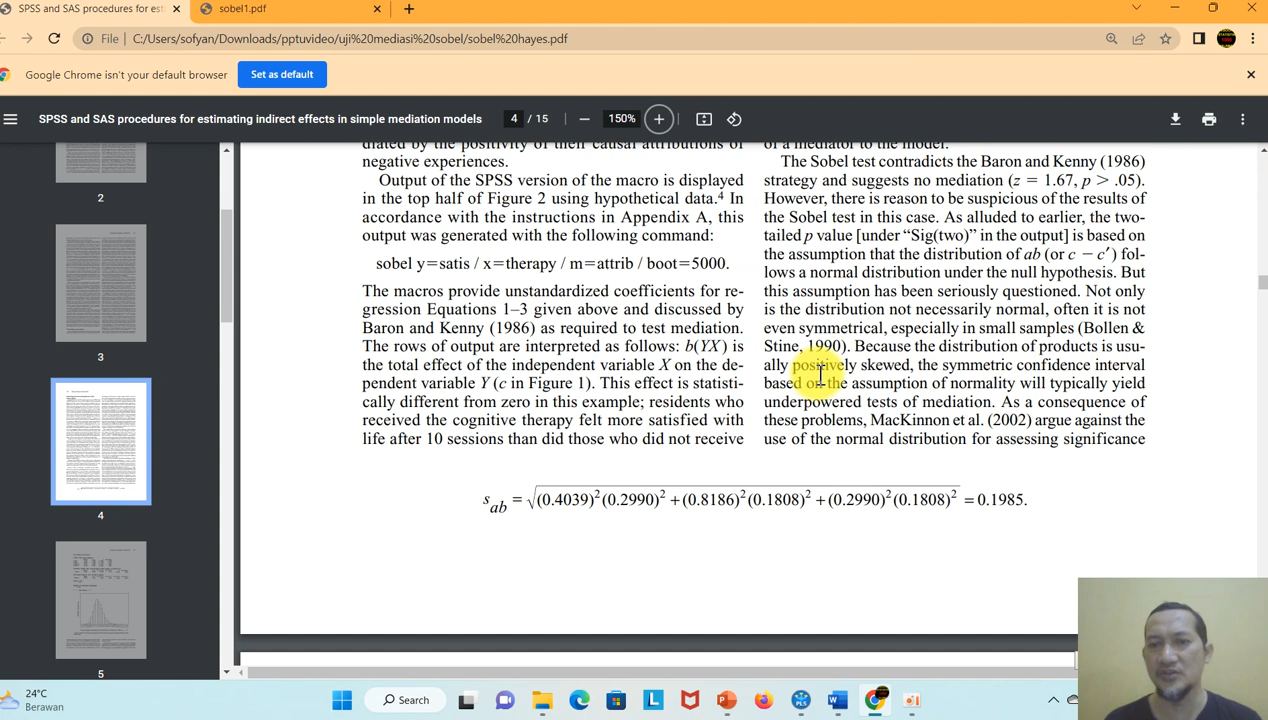 SPSS and SAS procedures for est
sobel1.pdf
File
C:/Users/sofyan/Downloads/pptuvideo/uji%20mediasi%20sobel/sobel%20hayes.pdf
Google Chrome isn't your default browser
Set as default
SPSS and SAS procedures for estimating indirect effects in simple mediation models
4 / 15
150%
2
3
4
5
diated by the positivity of their causal attributions of
negative experiences.
Output of the SPSS version of the macro is displayed
in the top half of Figure 2 using hypothetical data.4 In
accordance with the instructions in Appendix A, this
output was generated with the following command:
sobel y=satis / x=therapy / m=attrib / boot=5000.
The macros provide unstandardized coefficients for re-
gression Equations 1–3 given above and discussed by
Baron and Kenny (1986) as required to test mediation.
The rows of output are interpreted as follows: b(YX) is
the total effect of the independent variable X on the de-
pendent variable Y (c in Figure 1). This effect is statisti-
cally different from zero in this example; residents who
received the cognitive therapy felt more satisfied with
life after 10 sessions than did those who did not receive
of a mediator to the model.
The Sobel test contradicts the Baron and Kenny (1986)
strategy and suggests no mediation (z = 1.67, p > .05).
However, there is reason to be suspicious of the results of
the Sobel test in this case. As alluded to earlier, the two-
tailed p value [under “Sig(two)” in the output] is based on
the assumption that the distribution of ab (or c − c′) fol-
lows a normal distribution under the null hypothesis. But
this assumption has been seriously questioned. Not only
is the distribution not necessarily normal, often it is not
even symmetrical, especially in small samples (Bollen &
Stine, 1990). Because the distribution of products is usu-
ally positively skewed, the symmetric confidence interval
based on the assumption of normality will typically yield
underpowered tests of mediation. As a consequence of
these problems, MacKinnon et al. (2002) argue against the
use of the normal distribution for assessing significance
s_ab = √(0.4039)²(0.2990)² + (0.8186)²(0.1808)² + (0.2990)²(0.1808)² = 0.1985.
24°C
Berawan
Search